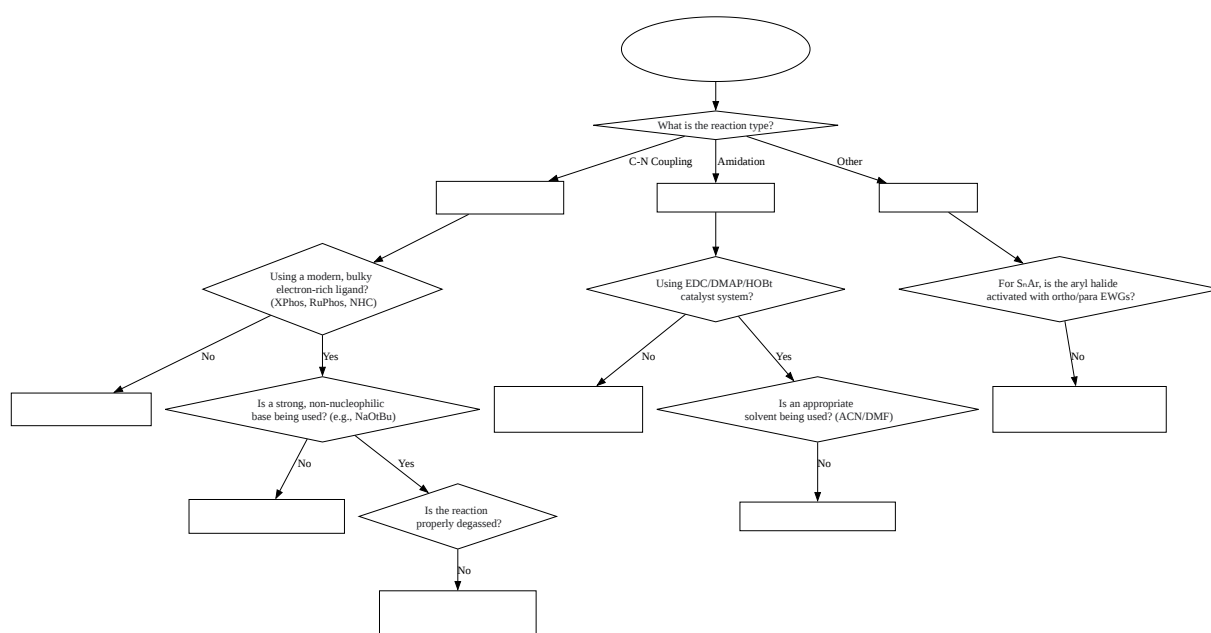 What is the reaction type?
C-N Coupling
Amidation
Other
Using a modern, bulky
electron-rich ligand?
(XPhos, RuPhos, NHC)
Using EDC/DMAP/HOBt
catalyst system?
For SₙAr, is the aryl halide
activated with ortho/para EWGs?
No
Yes
No
Yes
No
Is a strong, non-nucleophilic
base being used? (e.g., NaOtBu)
Is an appropriate
solvent being used? (ACN/DMF)
No
Yes
No
Is the reaction
properly degassed?
No